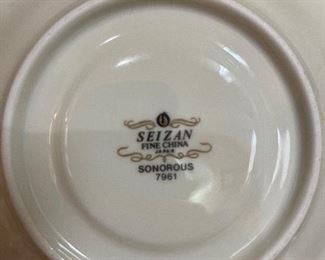 SEIZAN
FINE CHINA
JAPAN
SONOROUS
7961